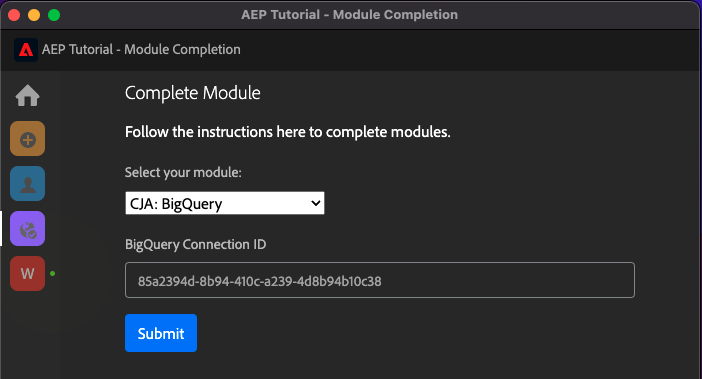 AEP Tutorial - Module Completion
AEP Tutorial - Module Completion
Complete Module
Follow the instructions here to complete modules.
Select your module:
CJA: BigQuery
BigQuery Connection ID
85a2394d-8b94-410c-a239-4d8b94b10c38
W
Submit